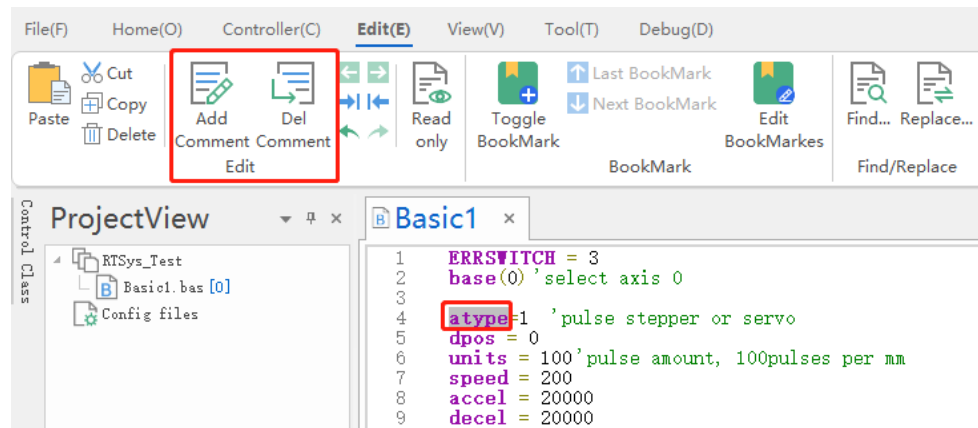 File(F) Home(O) Controller(C) Edit(E) View(V) Tool(T) Debug(D)
Paste
Cut
Copy
Delete
Add Comment
Del Comment
Edit
Read only
Toggle BookMark
Last BookMark
Next BookMark
Edit BookMarkes
BookMark
Find... Replace...
Find/Replace
Control Class
ProjectView
RTSys_Test
Basic1.bas [0]
Config files
Basic1
1 ERRSWITCH = 3
2 base(0) 'select axis 0
3
4 atype=1 'pulse stepper or servo
5 dpos = 0
6 units = 100'pulse amount, 100pulses per mm
7 speed = 200
8 accel = 20000
9 decel = 20000